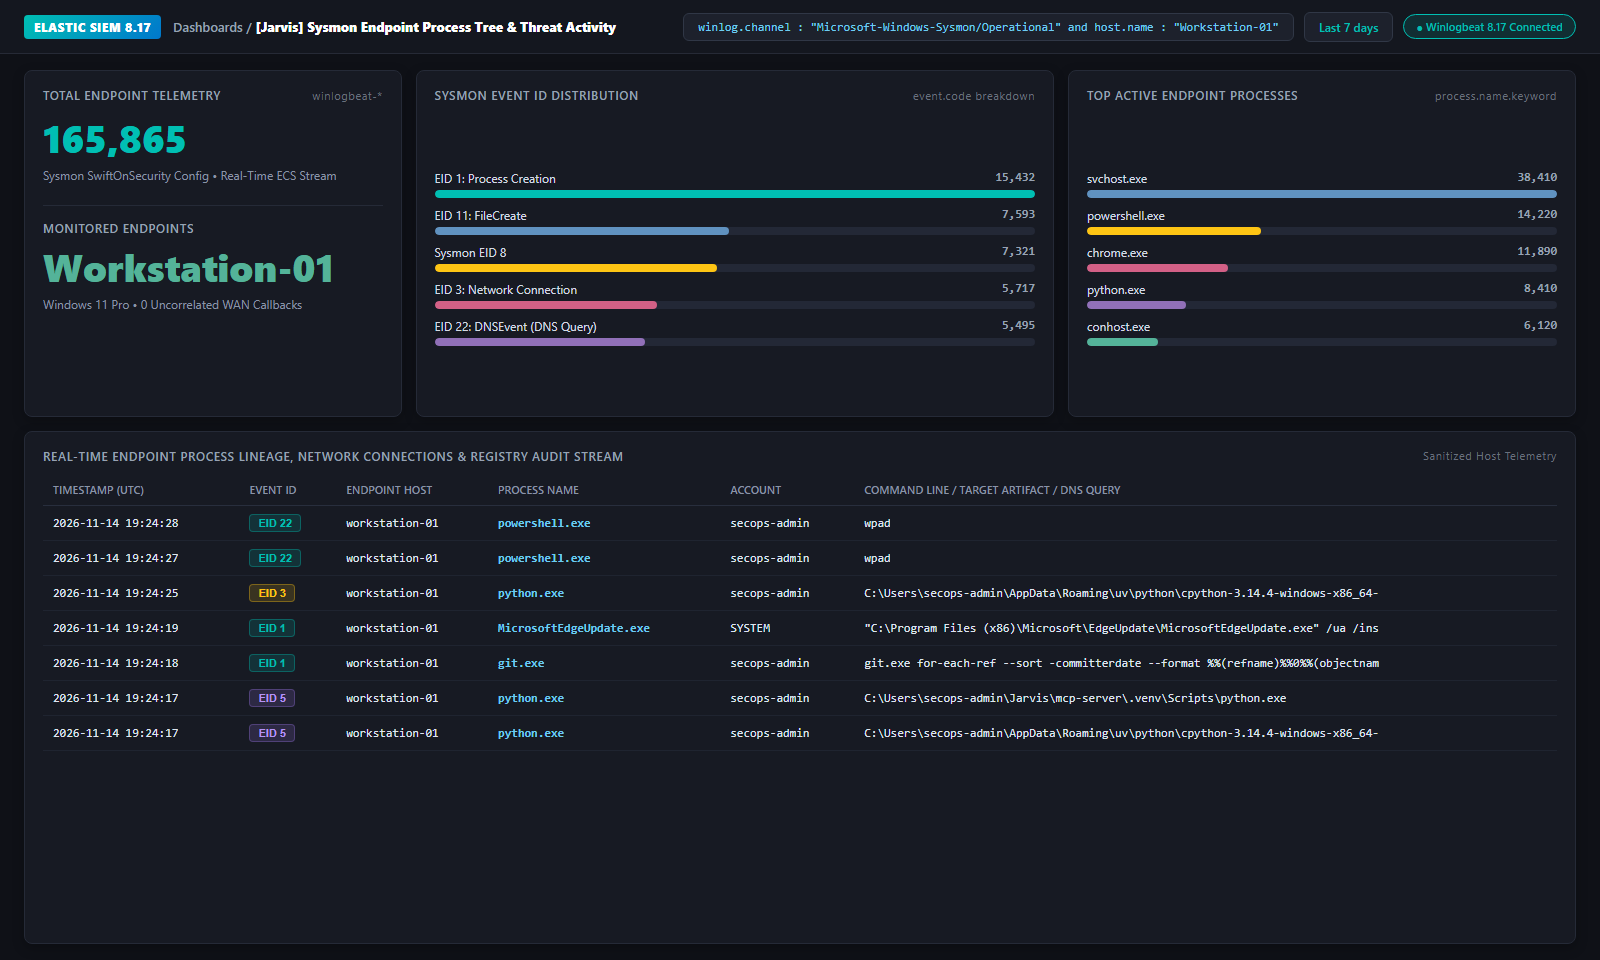 ELASTIC SIEM 8.17 Dashboards / [Jarvis] Sysmon Endpoint Process Tree & Threat Activity winlog.channel : "Microsoft-Windows-Sysmon/Operational" and host.name : "Workstation-01" Last 7 days ● Winlogbeat 8.17 Connected
TOTAL ENDPOINT TELEMETRY winlogbeat-*
165,865
Sysmon SwiftOnSecurity Config • Real-Time ECS Stream
MONITORED ENDPOINTS
Workstation-01
Windows 11 Pro • 0 Uncorrelated WAN Callbacks
SYSMON EVENT ID DISTRIBUTION event.code breakdown
EID 1: Process Creation 15,432
EID 11: FileCreate 7,593
Sysmon EID 8 7,321
EID 3: Network Connection 5,717
EID 22: DNSEvent (DNS Query) 5,495
TOP ACTIVE ENDPOINT PROCESSES process.name.keyword
svchost.exe 38,410
powershell.exe 14,220
chrome.exe 11,890
python.exe 8,410
conhost.exe 6,120
REAL-TIME ENDPOINT PROCESS LINEAGE, NETWORK CONNECTIONS & REGISTRY AUDIT STREAM Sanitized Host Telemetry
TIMESTAMP (UTC) EVENT ID ENDPOINT HOST PROCESS NAME ACCOUNT COMMAND LINE / TARGET ARTIFACT / DNS QUERY
2026-11-14 19:24:28 EID 22 workstation-01 powershell.exe secops-admin wpad
2026-11-14 19:24:27 EID 22 workstation-01 powershell.exe secops-admin wpad
2026-11-14 19:24:25 EID 3 workstation-01 python.exe secops-admin C:\Users\secops-admin\AppData\Roaming\uv\python\cpython-3.14.4-windows-x86_64-
2026-11-14 19:24:19 EID 1 workstation-01 MicrosoftEdgeUpdate.exe SYSTEM "C:\Program Files (x86)\Microsoft\EdgeUpdate\MicrosoftEdgeUpdate.exe" /ua /ins
2026-11-14 19:24:18 EID 1 workstation-01 git.exe secops-admin git.exe for-each-ref --sort -committerdate --format %%(refname)%%0%%(objectnam
2026-11-14 19:24:17 EID 5 workstation-01 python.exe secops-admin C:\Users\secops-admin\Jarvis\mcp-server\.venv\Scripts\python.exe
2026-11-14 19:24:17 EID 5 workstation-01 python.exe secops-admin C:\Users\secops-admin\AppData\Roaming\uv\python\cpython-3.14.4-windows-x86_64-